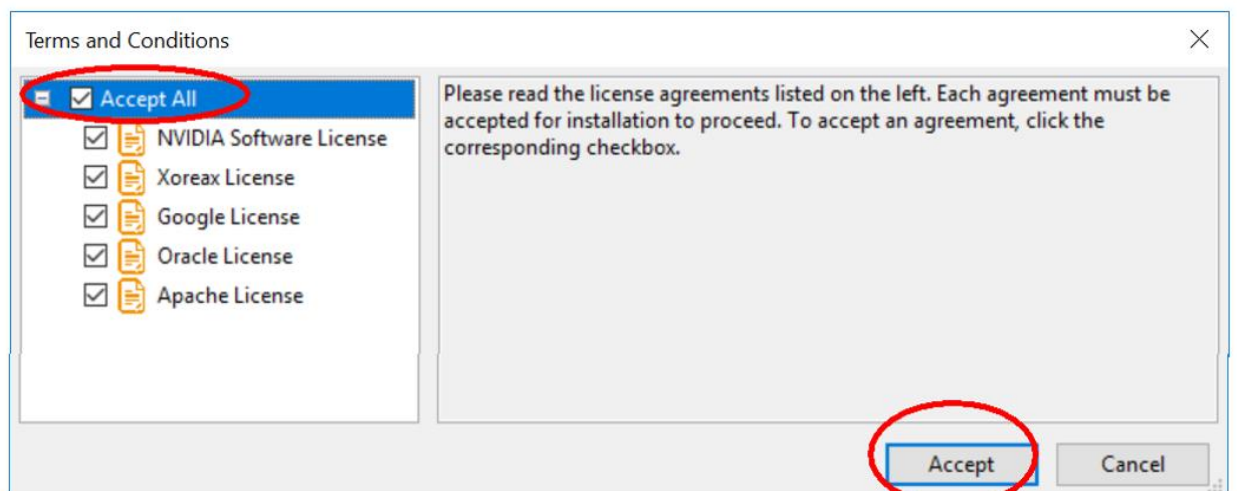 Terms and Conditions
Accept All
NVIDIA Software License
Xoreax License
Google License
Oracle License
Apache License
Please read the license agreements listed on the left. Each agreement must be
accepted for installation to proceed. To accept an agreement, click the
corresponding checkbox.
Accept
Cancel